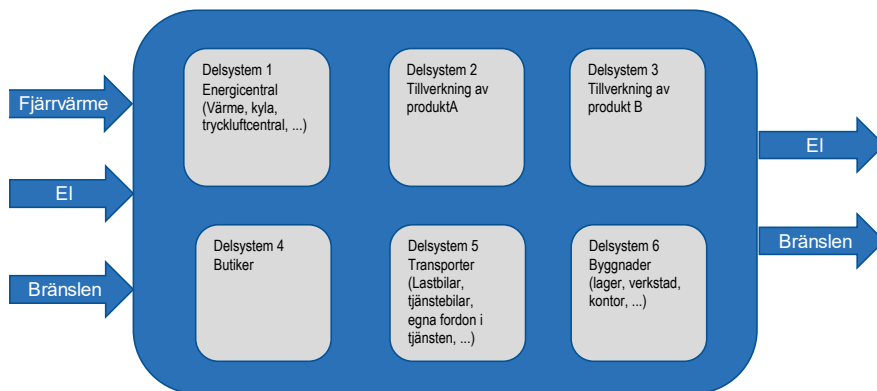 Fjärrvärme
El
Bränslen
Delsystem 1
Energicentral
(Värme, kyla,
tryckluftcentral, ...)
Delsystem 2
Tillverkning av
produktA
Delsystem 3
Tillverkning av
produkt B
Delsystem 4
Butiker
Delsystem 5
Transporter
(Lastbilar,
tjänstebilar,
egna fordon i
tjänsten, ...)
Delsystem 6
Byggnader
(lager, verkstad,
kontor, ...)
El
Bränslen